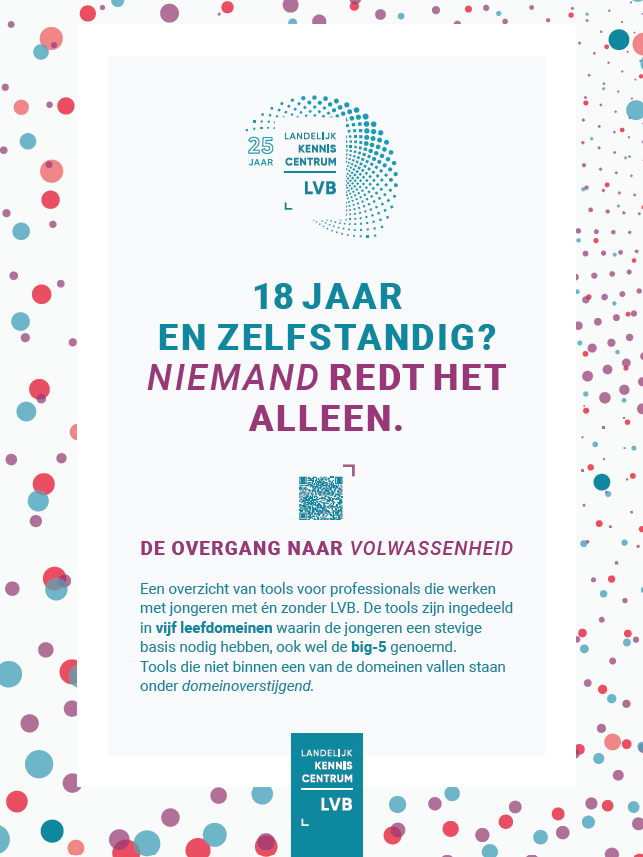 25
JAAR
LANDELIJK
KENNIS
CENTRUM
LVB
18 JAAR
EN ZELFSTANDIG?
NIEMAND REDT HET
ALLEEN.
DE OVERGANG NAAR VOLWASSENHEID
Een overzicht van tools voor professionals die werken
met jongeren met én zonder LVB. De tools zijn ingedeeld
in vijf leefdomeinen waarin de jongeren een stevige
basis nodig hebben, ook wel de big-5 genoemd.
Tools die niet binnen een van de domeinen vallen staan
onder domeinoverstijgend.
LANDELIJK
KENNIS
CENTRUM
LVB